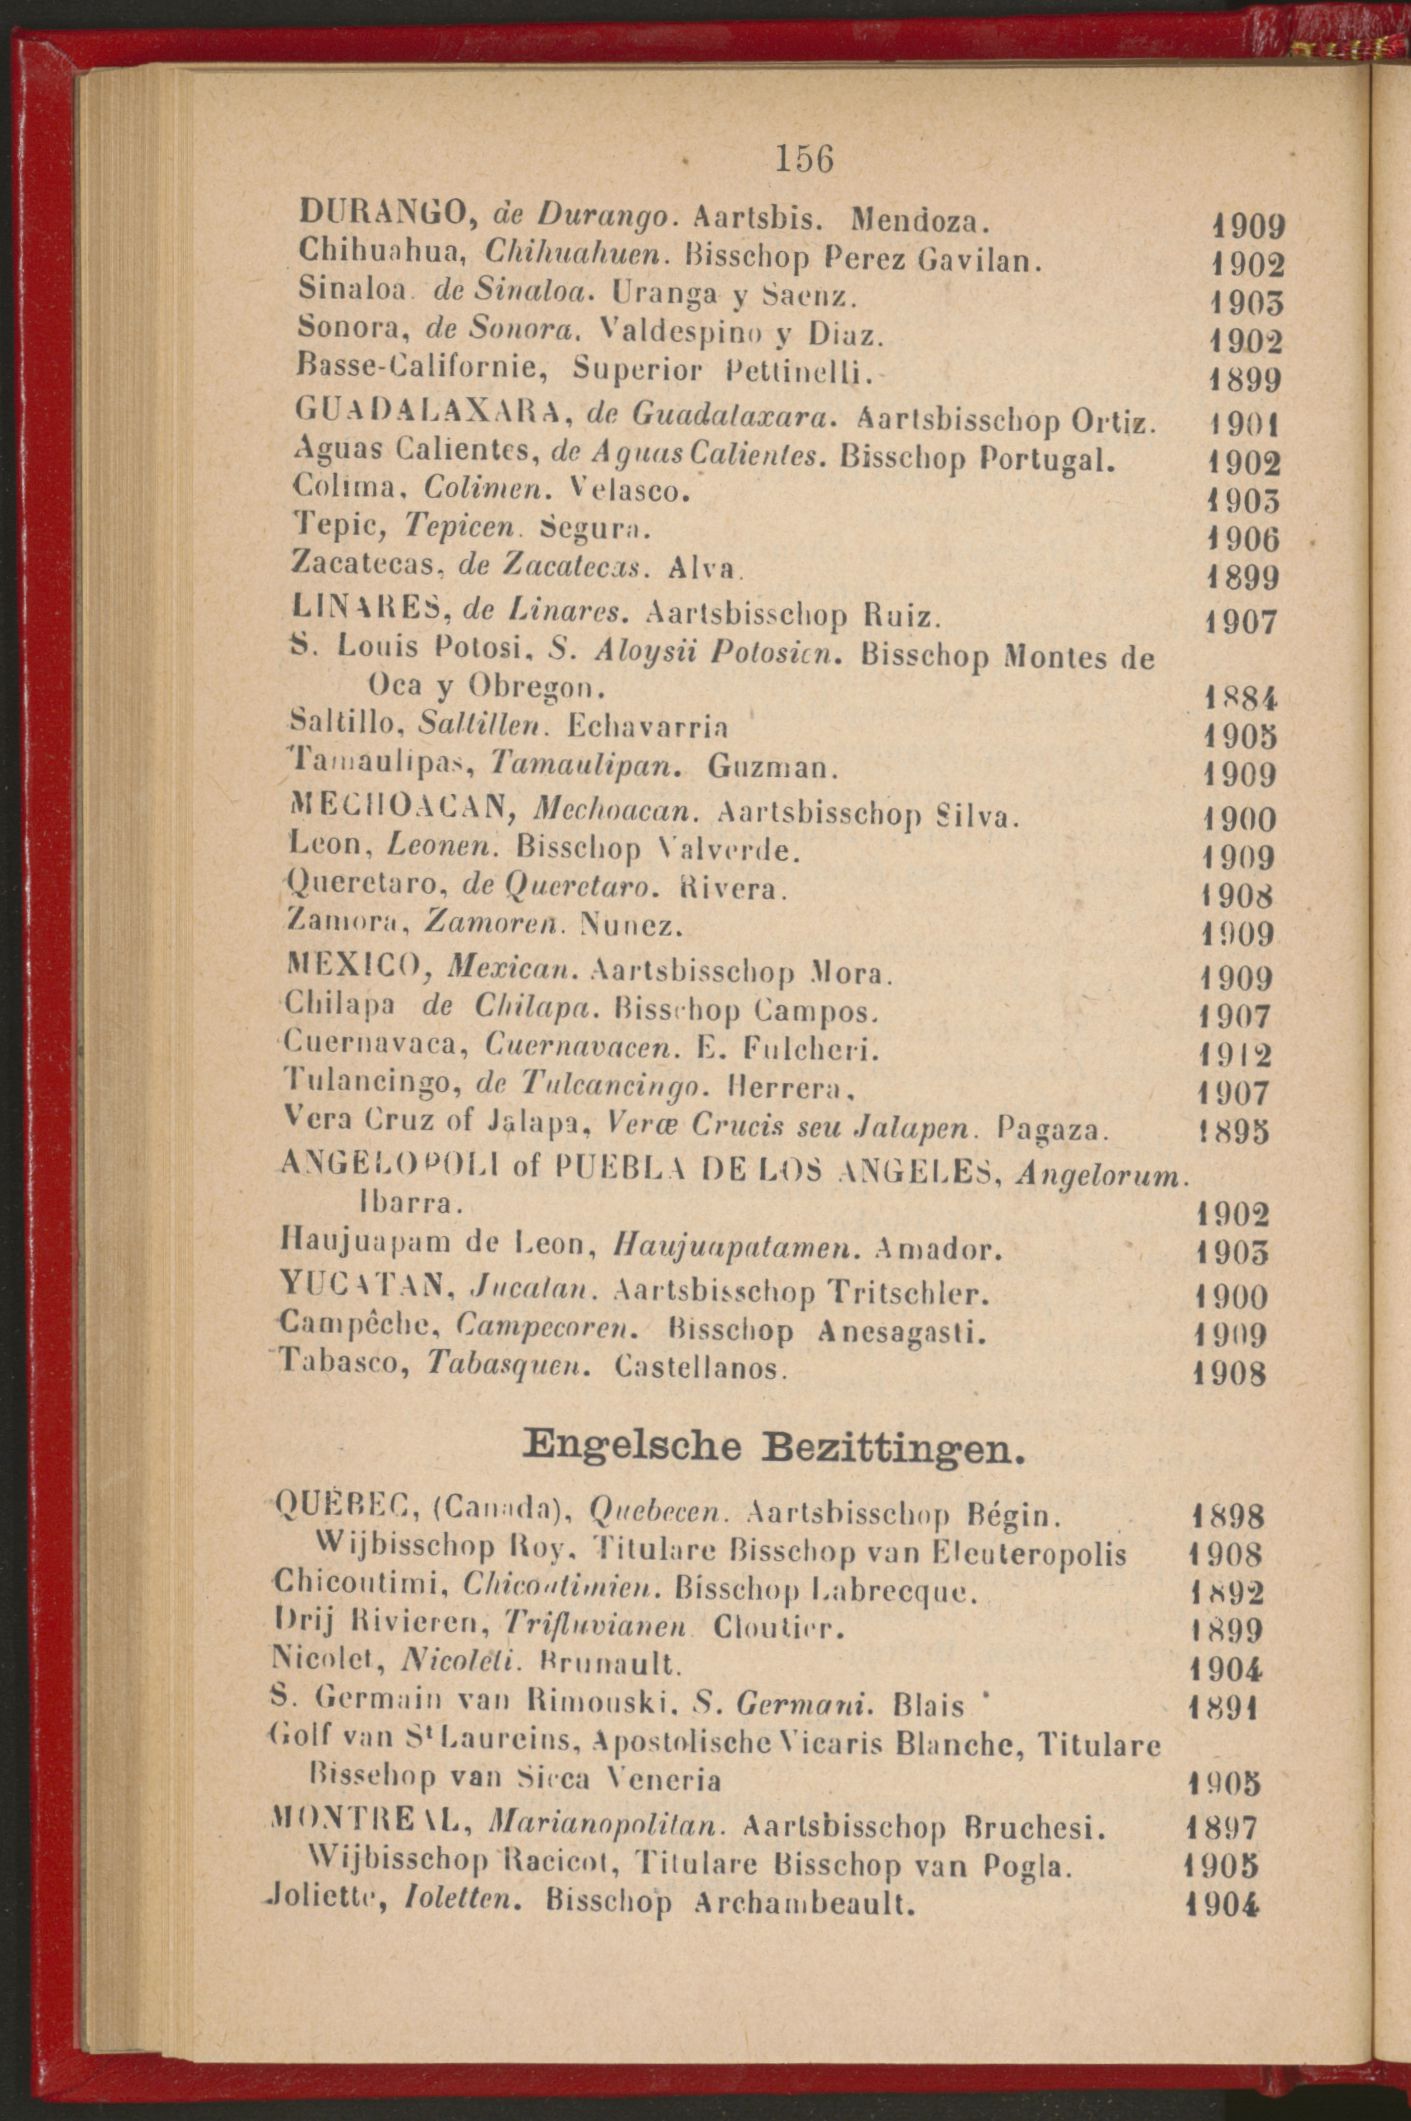 156
DURANGO, de Durango. Aartsbis. Mendoza. 1909
Chihuahua, Chihuahuen. Bisschop Perez Gavilan. 1902
Sinaloa. de Sinaloa. Uranga y Saenz. 1903
Sonora, de Sonora. Valdespino y Diaz. 1902
Basse-Californie, Superior Pettinelli. 1899
GUADALAXARA, de Guadalaxara. Aartsbisschop Ortiz. 1901
Aguas Calientes, de Aguas Calientes. Bisschop Portugal. 1902
Colima, Colimen. Velasco. 1903
Tepic, Tepicen. Segura. 1906
Zacatecas, de Zacatecas. Alva. 1899
LINARES, de Linares. Aartsbisschop Ruiz. 1907
S. Louis Potosi, S. Aloysii Potosien. Bisschop Montes de
Oca y Obregon. 1884
Saltillo, Saltillen. Echavarria 1905
Tamaulipas, Tamaulipan. Guzman. 1909
MECHOACAN, Mechoacan. Aartsbisschop Silva. 1900
Leon, Leonen. Bisschop Valverde. 1909
Queretaro, de Queretaro. Rivera. 1908
Zamora, Zamoren. Nunez. 1909
MEXICO, Mexican. Aartsbisschop Mora. 1909
Chilapa de Chilapa. Bisschop Campos. 1907
Cuernavaca, Cuernavacen. E. Fulcheri. 1912
Tulancingo, de Tulcancingo. Herrera, 1907
Vera Cruz of Jalapa, Veræ Crucis seu Jalapen. Pagaza. 1895
ANGELOPOLI of PUEBLA DE LOS ANGELES, Angelorum.
Ibarra. 1902
Haujuapam de Leon, Haujuapatamen. Amador. 1903
YUCATAN, Jucatan. Aartsbisschop Tritschler. 1900
Campêche, Campecoren. Bisschop Anesagasti. 1909
Tabasco, Tabasquen. Castellanos. 1908
Engelsche Bezittingen.
QUÉBEC, (Canada), Quebecen. Aartsbisschop Bégin. 1898
Wijbisschop Roy, Titulare Bisschop van Eleuteropolis 1908
Chicoutimi, Chicoutimien. Bisschop Labrecque. 1892
Drij Rivieren, Trifluvianen Cloutier. 1899
Nicolet, Nicoleti. Brunault. 1904
S. Germain van Rimouski, S. Germani. Blais 1891
Golf van St Laureins, Apostolische Vicaris Blanche, Titulare
Bissehop van Sicca Veneria 1905
MONTREAL, Marianopolitan. Aartsbisschop Bruchesi. 1897
Wijbisschop Racicot, Titulare Bisschop van Pogla. 1905
Joliette, Ioletten. Bisschop Archambeault. 1904